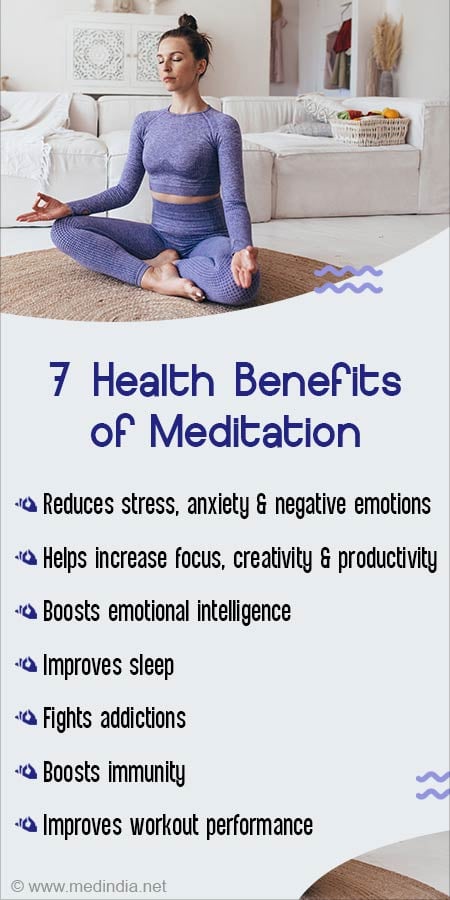 7 Health Benefits
of Meditation
Reduces stress, anxiety & negative emotions
Helps increase focus, creativity & productivity
Boosts emotional intelligence
Improves sleep
Fights addictions
Boosts immunity
Improves workout performance
© www.medindia.net